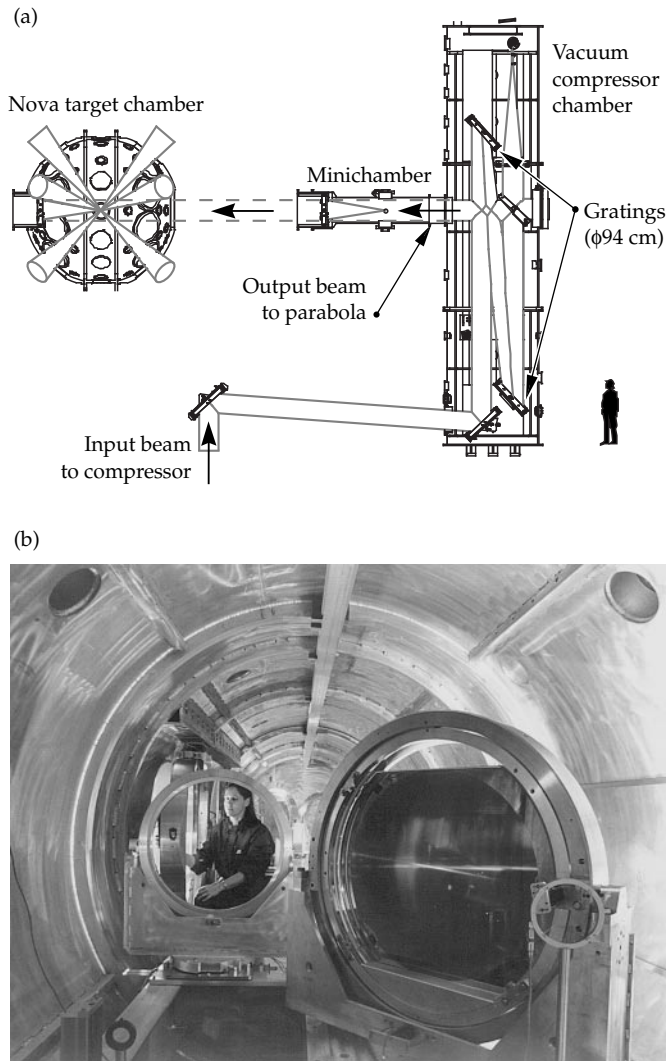 (a)
Nova target chamber
Minichamber
Vacuum
compressor
chamber
Gratings
(ϕ94 cm)
Output beam
to parabola
Input beam
to compressor
(b)